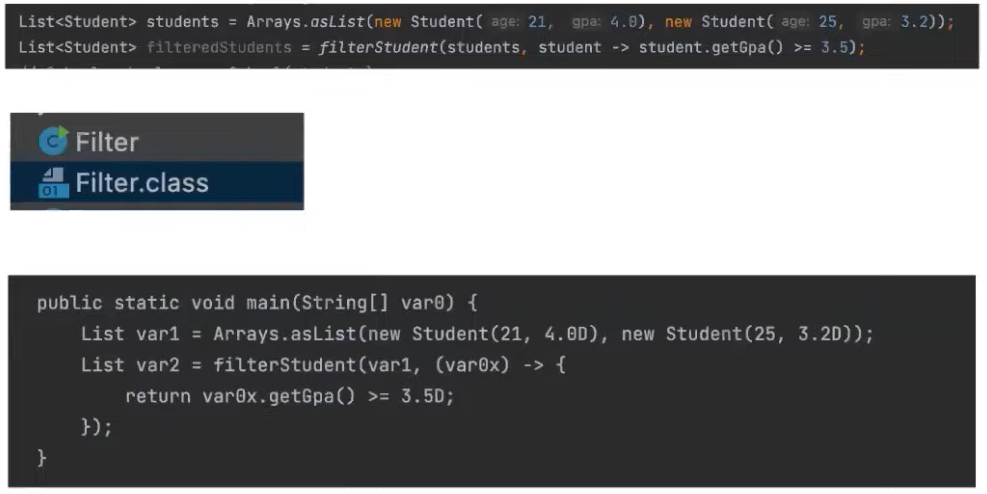 List<Student> students = Arrays.asList(new Student( age: 21,  gpa: 4.0), new Student( age: 25,  gpa: 3.2));
List<Student> filteredStudents = filterStudent(students, student -> student.getGpa() >= 3.5);
Filter
01 Filter.class
public static void main(String[] var0) {
    List var1 = Arrays.asList(new Student(21, 4.0D), new Student(25, 3.2D));
    List var2 = filterStudent(var1, (var0x) -> {
        return var0x.getGpa() >= 3.5D;
    });
}